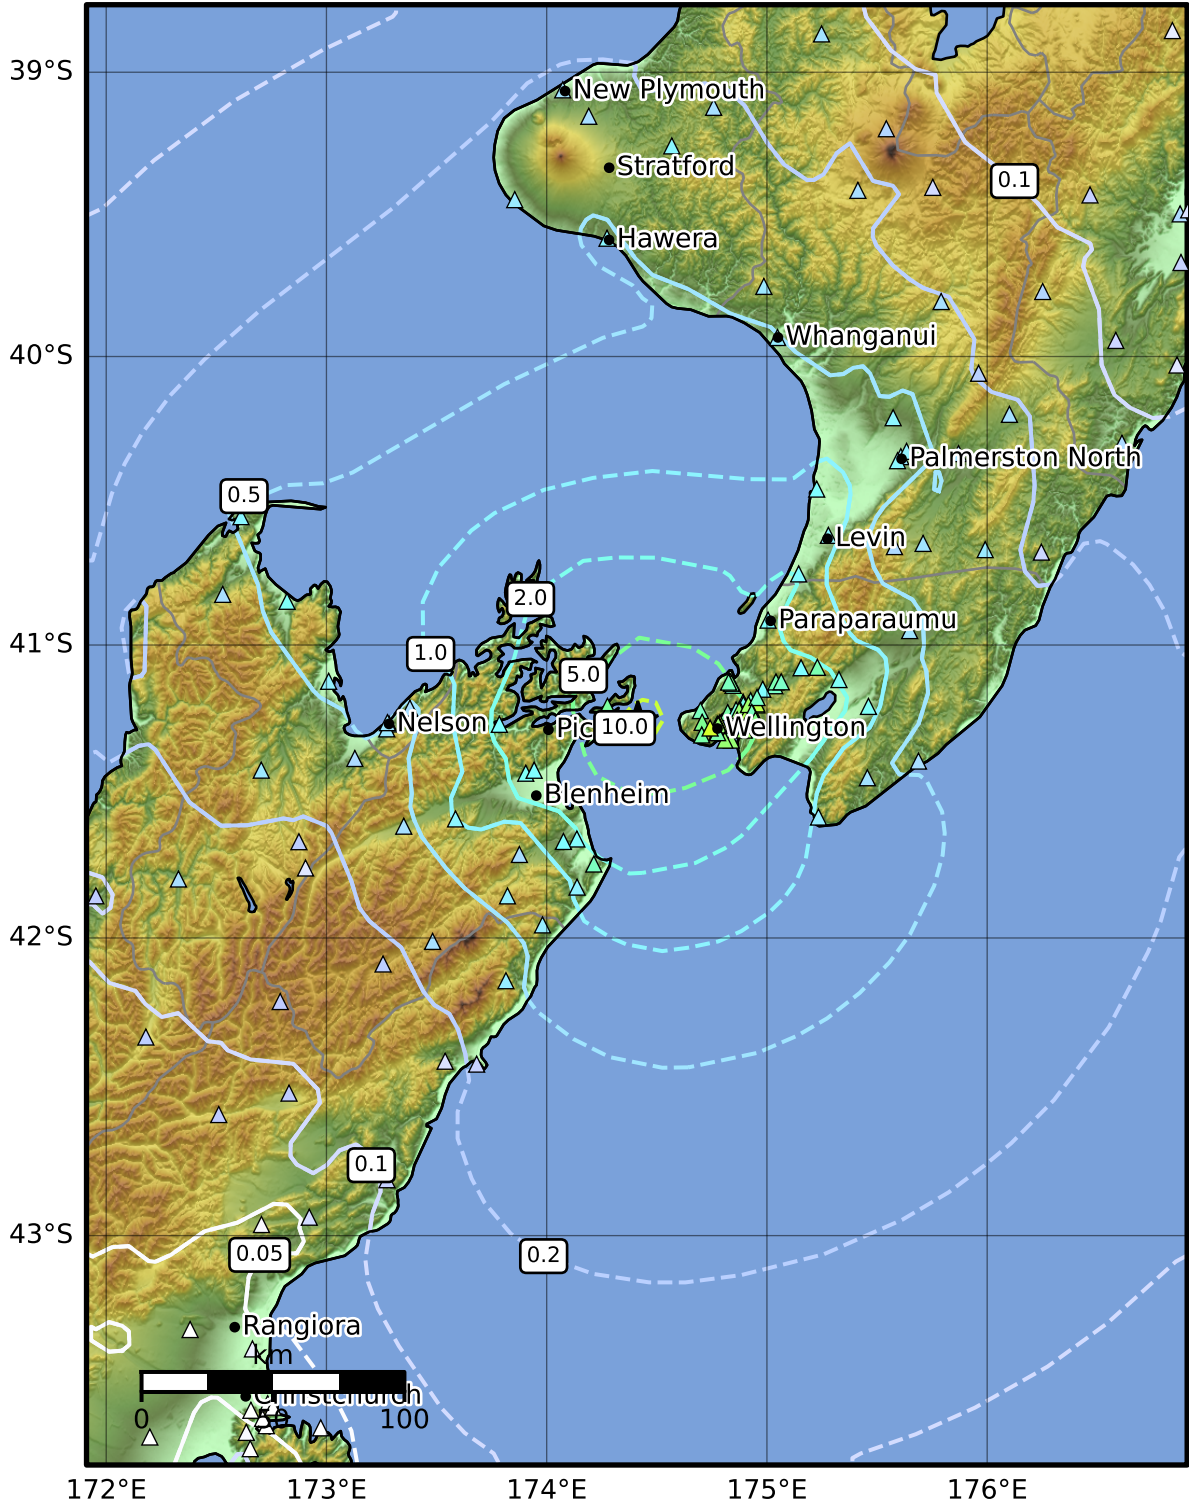 39°S
New Plymouth
Stratford
0.1
Hawera
40°S
Whanganui
Palmerston North
0.5
Levin
2.0
Paraparaumu
41°S
1.0
5.0
Nelson
Pic
10.0
Wellington
Blenheim
42°S
0.1
43°S
0.05
0.2
Rangiora
km
Christchurch
0
100
172°E 173°E 174°E 175°E 176°E